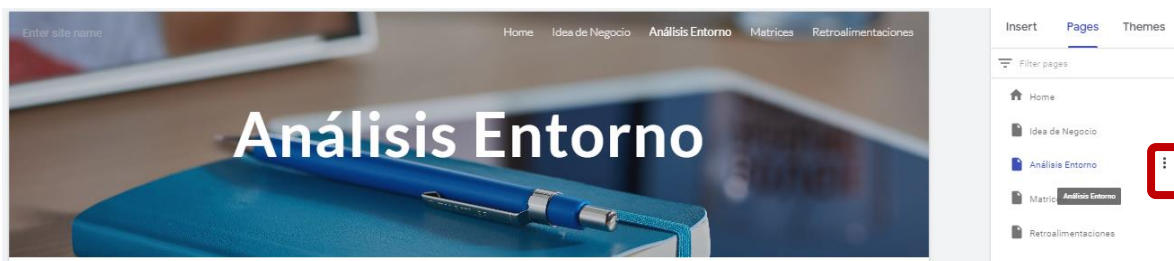 Enter site name
Home Idea de Negocio Análisis Entorno Matrices Retroalimentaciones
Análisis Entorno
Insert Pages Themes
Filter pages
Home
Idea de Negocio
Análisis Entorno
Análisis Entorno
Retroalimentaciones